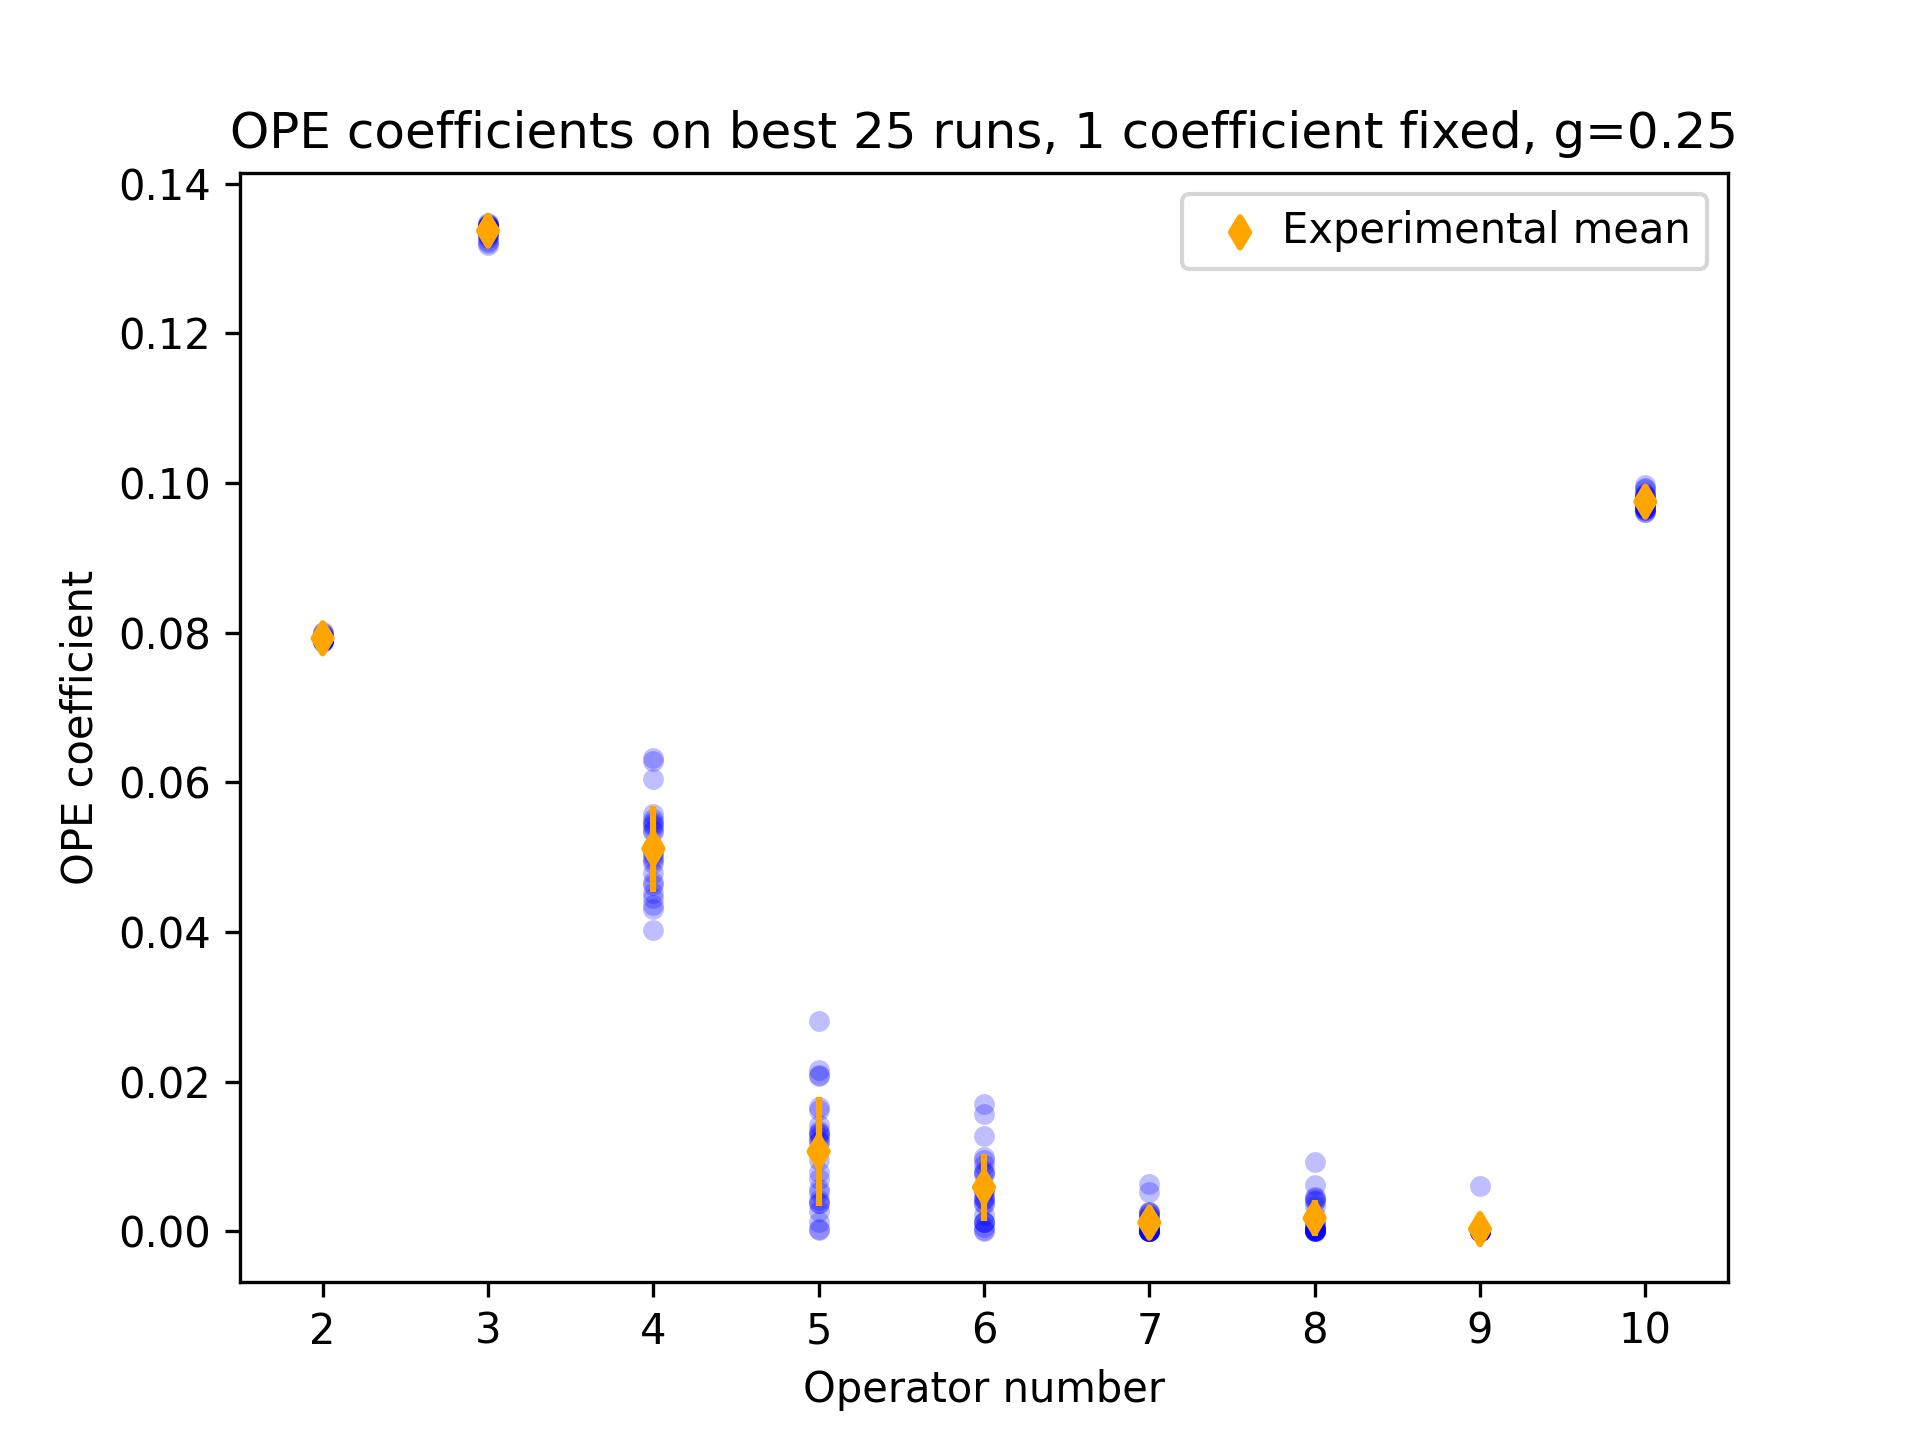 OPE coefficients on best 25 runs, 1 coefficient fixed, g=0.25
Experimental mean
0.14
0.12
0.10
0.08
0.06
0.04
0.02
0.00
OPE coefficient
2 3 4 5 6 7 8 9 10
Operator number